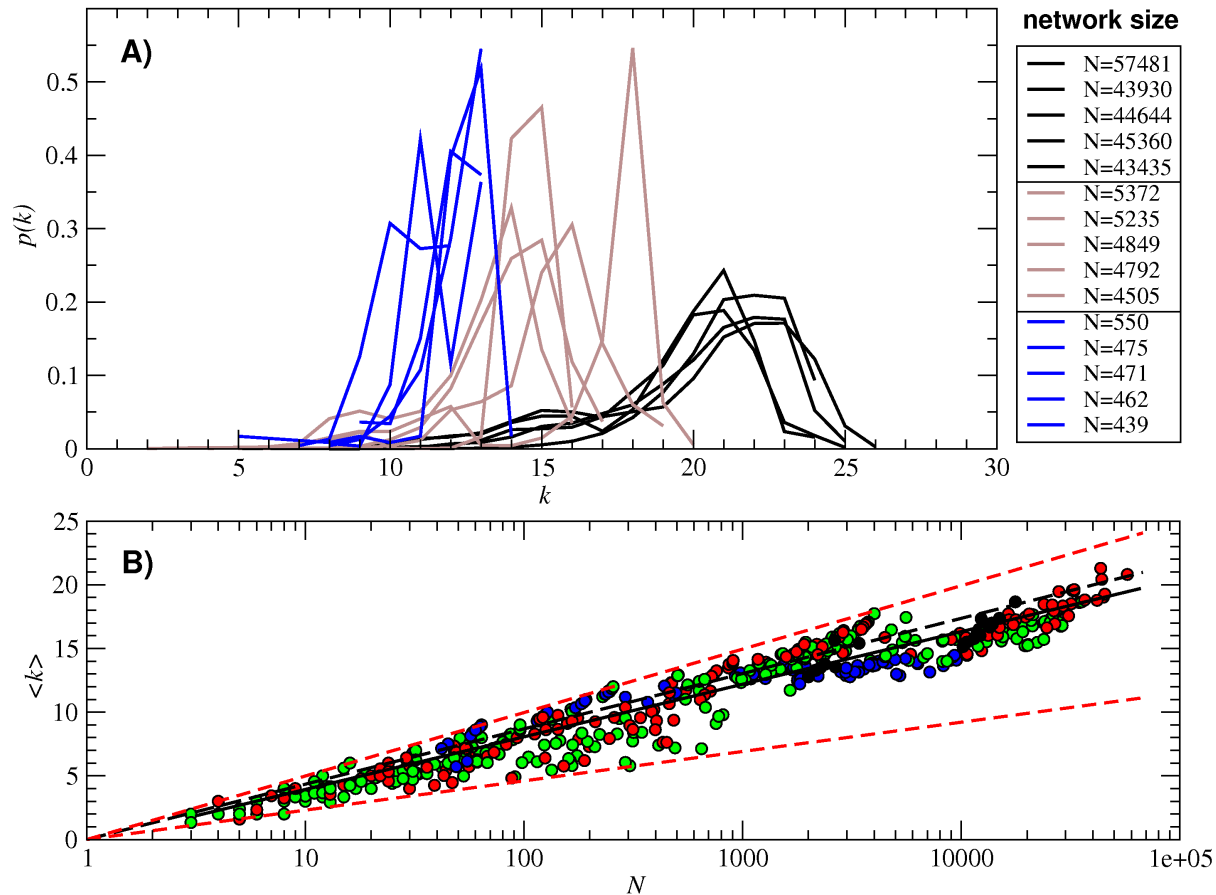 network size
A)
N=57481
N=43930
N=44644
N=45360
N=43435
N=5372
N=5235
N=4849
N=4792
N=4505
N=550
N=475
N=471
N=462
N=439
p(k)
0.5
0.4
0.3
0.2
0.1
0
0 5 10 15 20 25 30
k
B)
<k>
25
20
15
10
5
0
1 10 100 1000 10000 1e+05
N